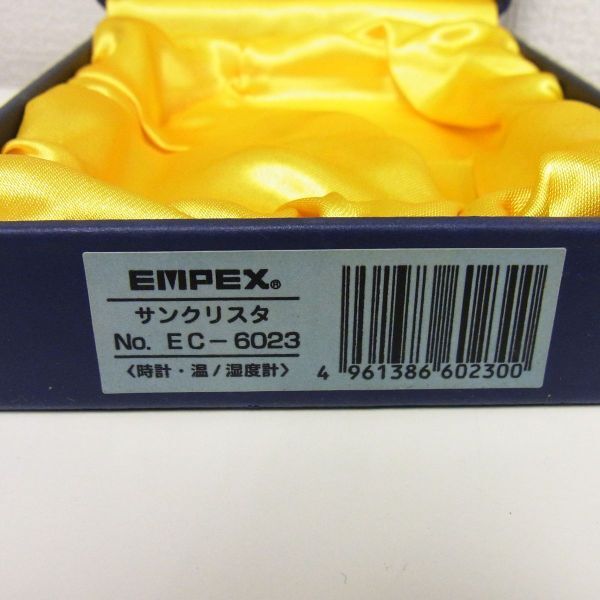 EMPEX®
サンクリスタ
No. EC-6023
〈時計・温/湿度計〉
4 961386 602300